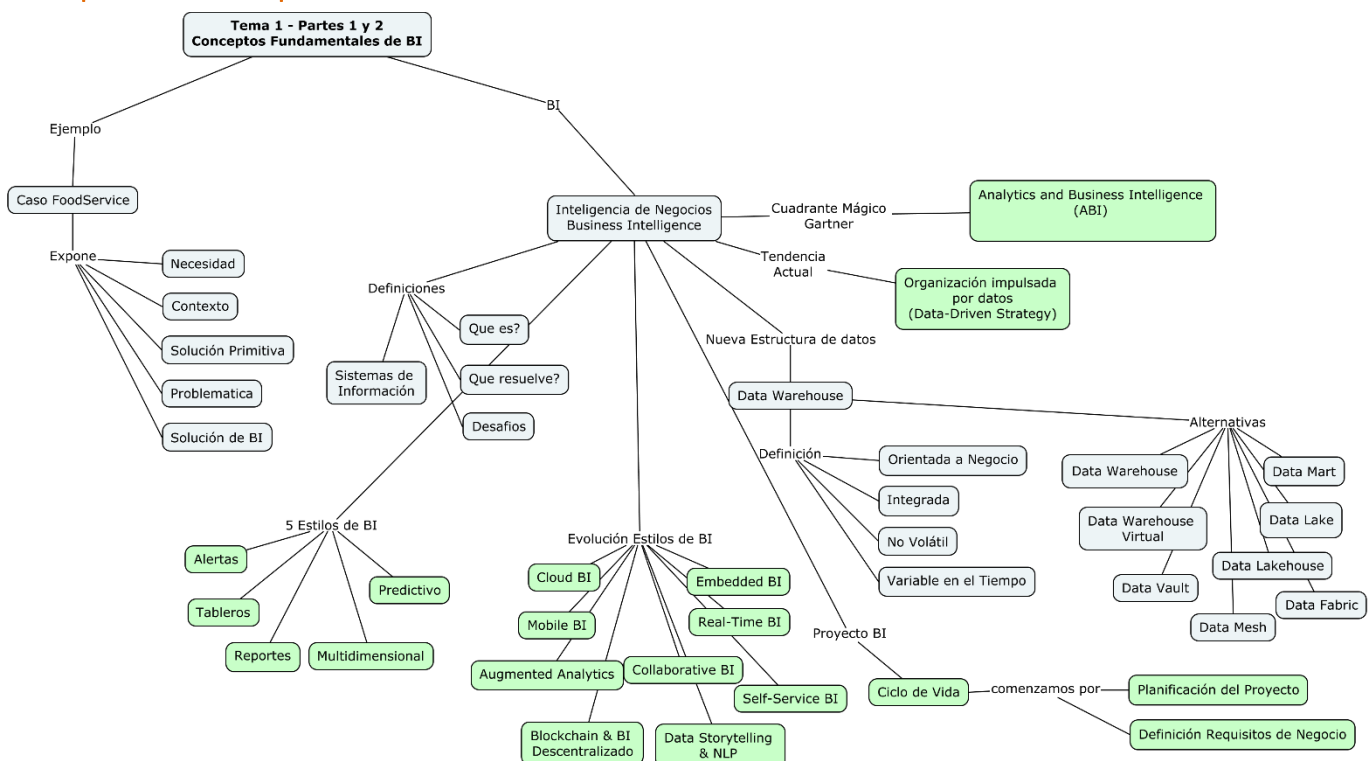 Tema 1 - Partes 1 y 2
Conceptos Fundamentales de BI
BI
Ejemplo
Caso FoodService
Expone
Necesidad
Contexto
Solución Primitiva
Problematica
Solución de BI
Inteligencia de Negocios
Business Intelligence
Cuadrante Mágico
Gartner
Analytics and Business Intelligence
(ABI)
Tendencia
Actual
Organización impulsada
por datos
(Data-Driven Strategy)
Definiciones
Sistemas de
Información
Que es?
Que resuelve?
Desafios
Nueva Estructura de datos
Data Warehouse
Definición
Orientada a Negocio
Integrada
No Volátil
Variable en el Tiempo
Alternativas
Data Warehouse
Data Mart
Data Warehouse
Virtual
Data Lake
Data Vault
Data Lakehouse
Data Mesh
Data Fabric
5 Estilos de BI
Alertas
Tableros
Reportes
Multidimensional
Predictivo
Evolución Estilos de BI
Cloud BI
Embedded BI
Mobile BI
Real-Time BI
Augmented Analytics
Collaborative BI
Self-Service BI
Blockchain & BI
Descentralizado
Data Storytelling
& NLP
Proyecto BI
Ciclo de Vida
comenzamos por
Planificación del Proyecto
Definición Requisitos de Negocio